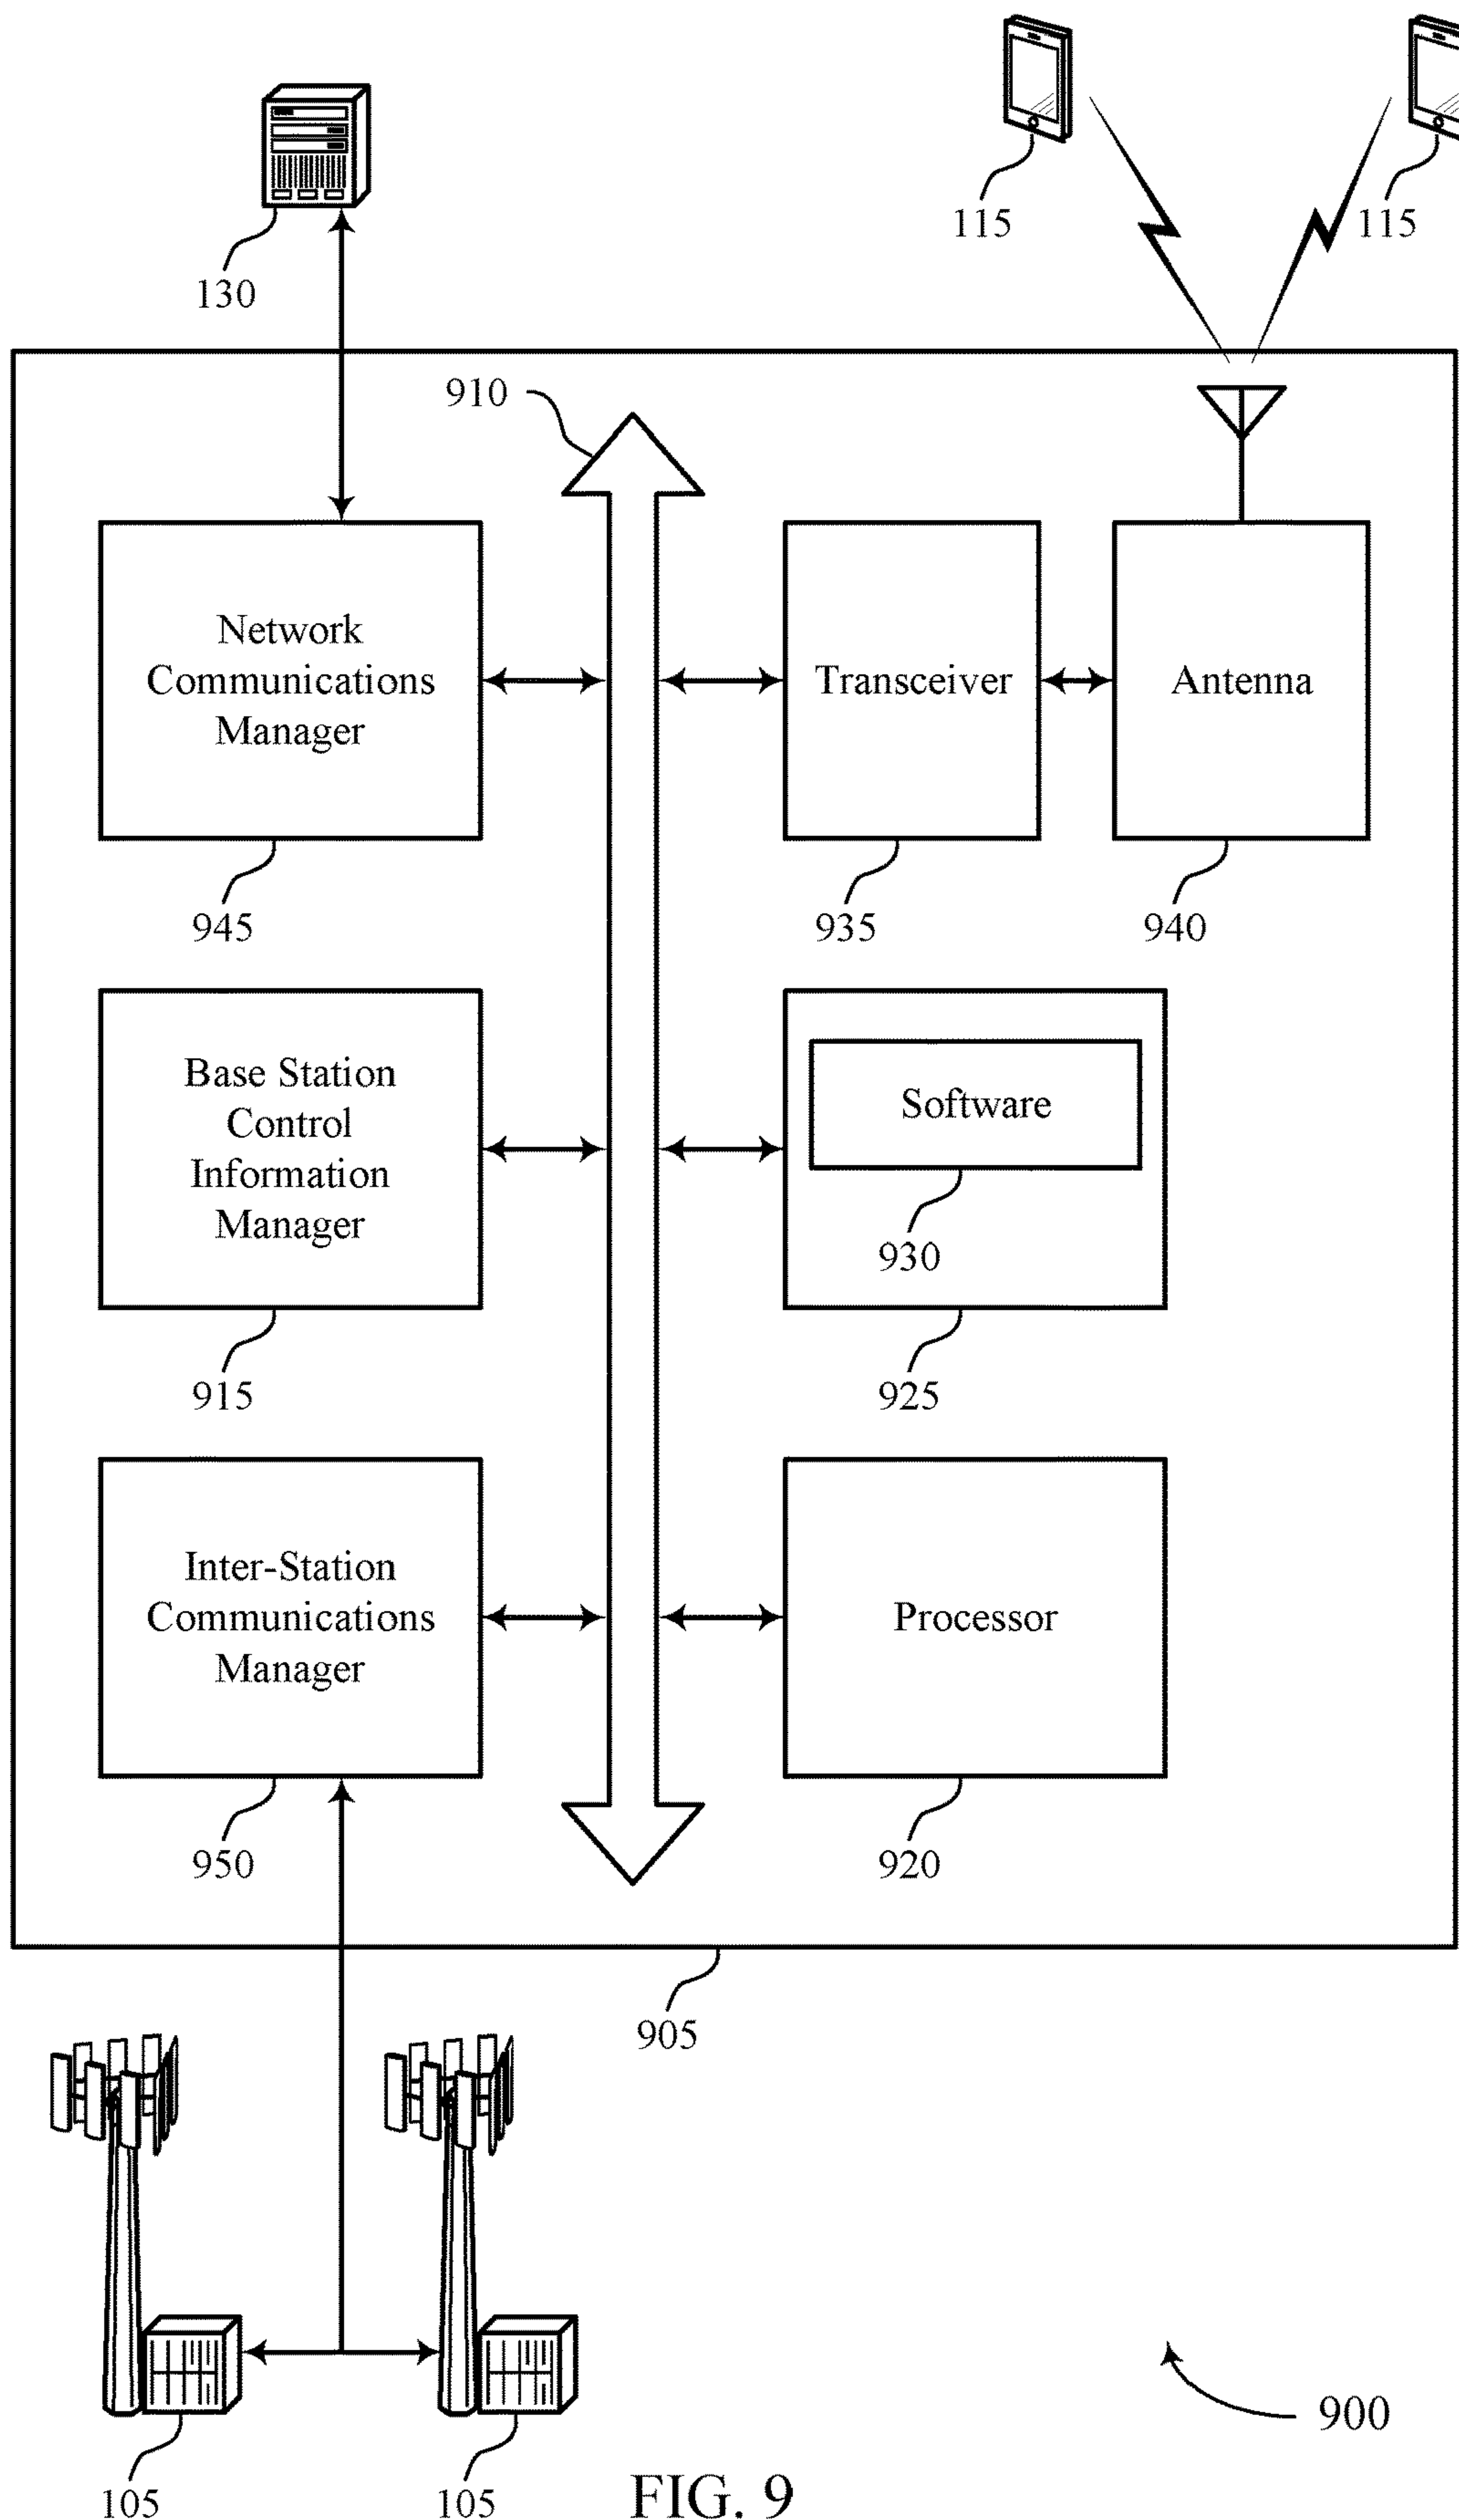 115
115
130
910
Network
Communications
Manager
Transceiver
Antenna
945
935
940
Base Station
Control
Information
Manager
Software
930
915
925
Inter-Station
Communications
Manager
Processor
950
920
905
900
105
105
FIG. 9